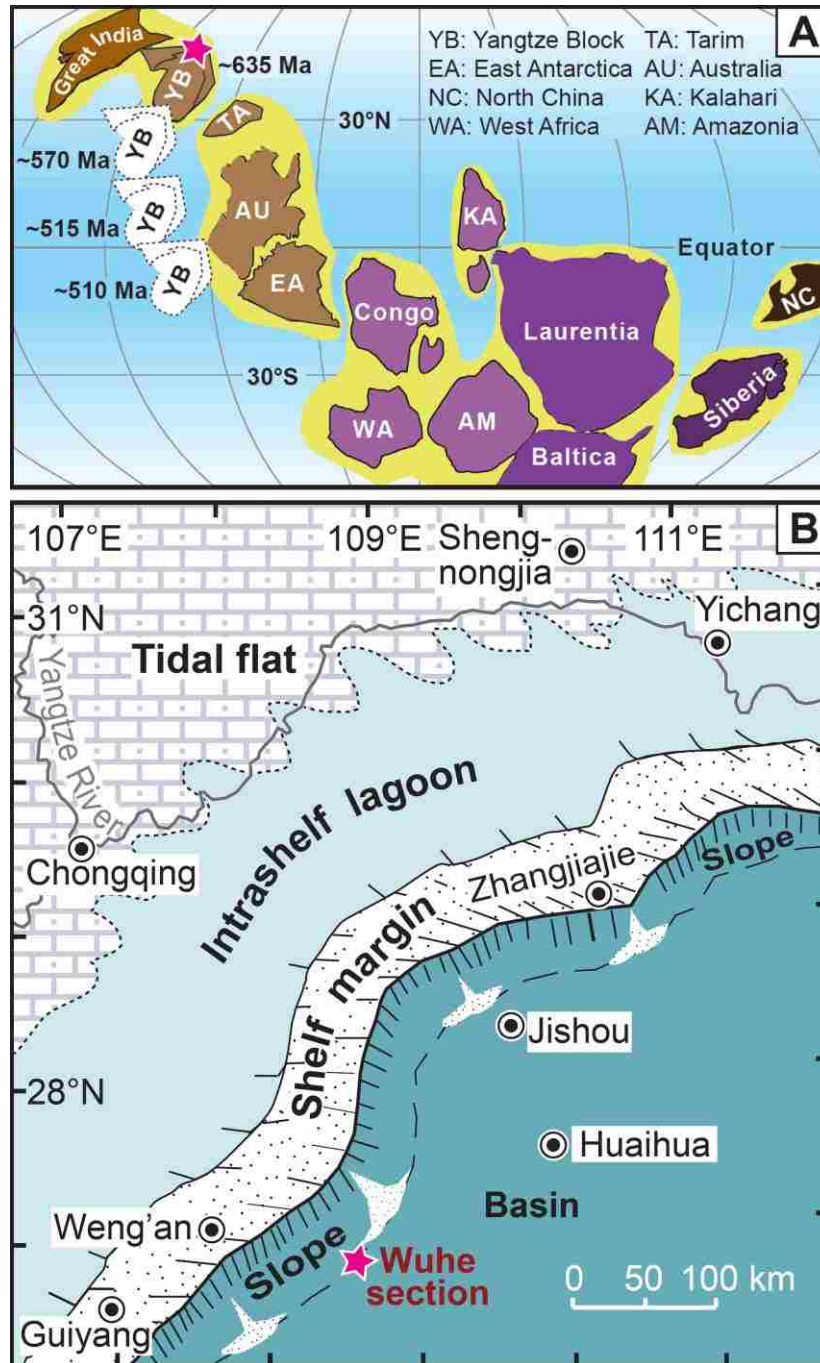 A
YB: Yangtze Block TA: Tarim
EA: East Antarctica AU: Australia
NC: North China KA: Kalahari
WA: West Africa AM: Amazonia
Great India
YB
~635 Ma
TA
30°N
~570 Ma
YB
~515 Ma
YB
AU
KA
Equator
~510 Ma
YB
EA
Congo
Laurentia
NC
30°S
WA
AM
Siberia
Baltica
B
107°E
109°E
111°E
Sheng-
nongjia
31°N
Yichang
Tidal flat
Yangtze River
Chongqing
Intrashelf lagoon
Zhangjiajie
Slope
Shelf margin
Jishou
28°N
Huaihua
Basin
Weng'an
Slope
Wuhe
section
0 50 100 km
Guiyang